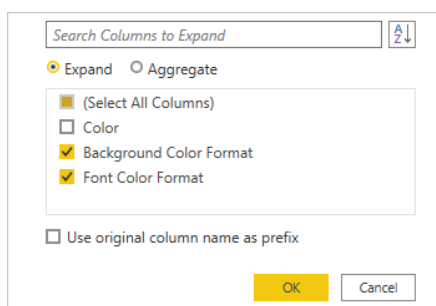 Search Columns to Expand
A
Z
Expand Aggregate
(Select All Columns)
Color
Background Color Format
Font Color Format
Use original column name as prefix
OK Cancel